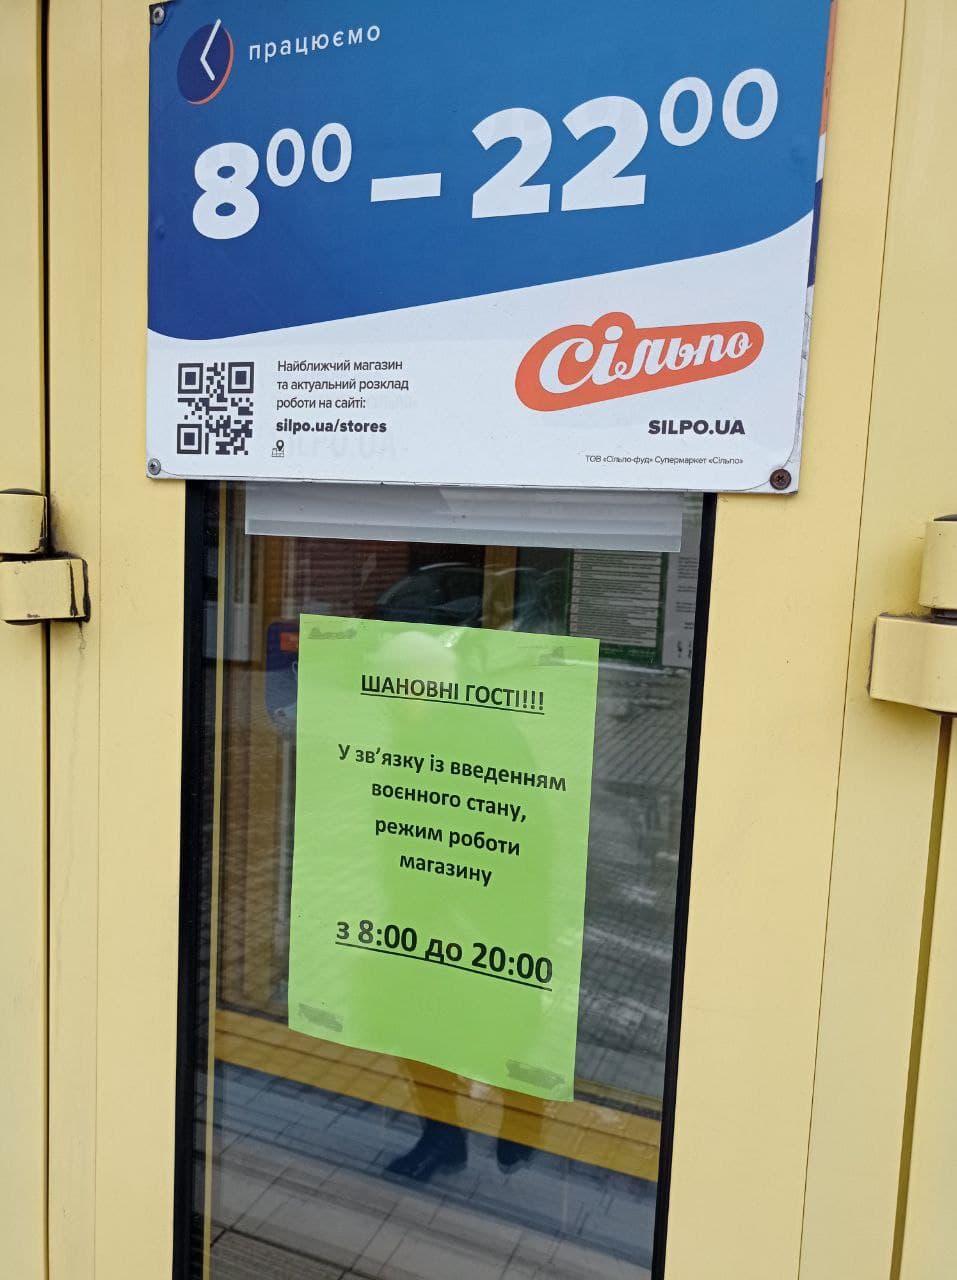 працюємо
8⁰⁰ – 22⁰⁰
Найближчий магазин
та актуальний розклад
роботи на сайті:
silpo.ua/stores
Сільпо
SILPO.UA
ТОВ «Сільпо-фуд» Супермаркет «Сільпо»
ШАНОВНІ ГОСТІ!!!
У зв'язку із введенням
воєнного стану,
режим роботи
магазину
з 8:00 до 20:00